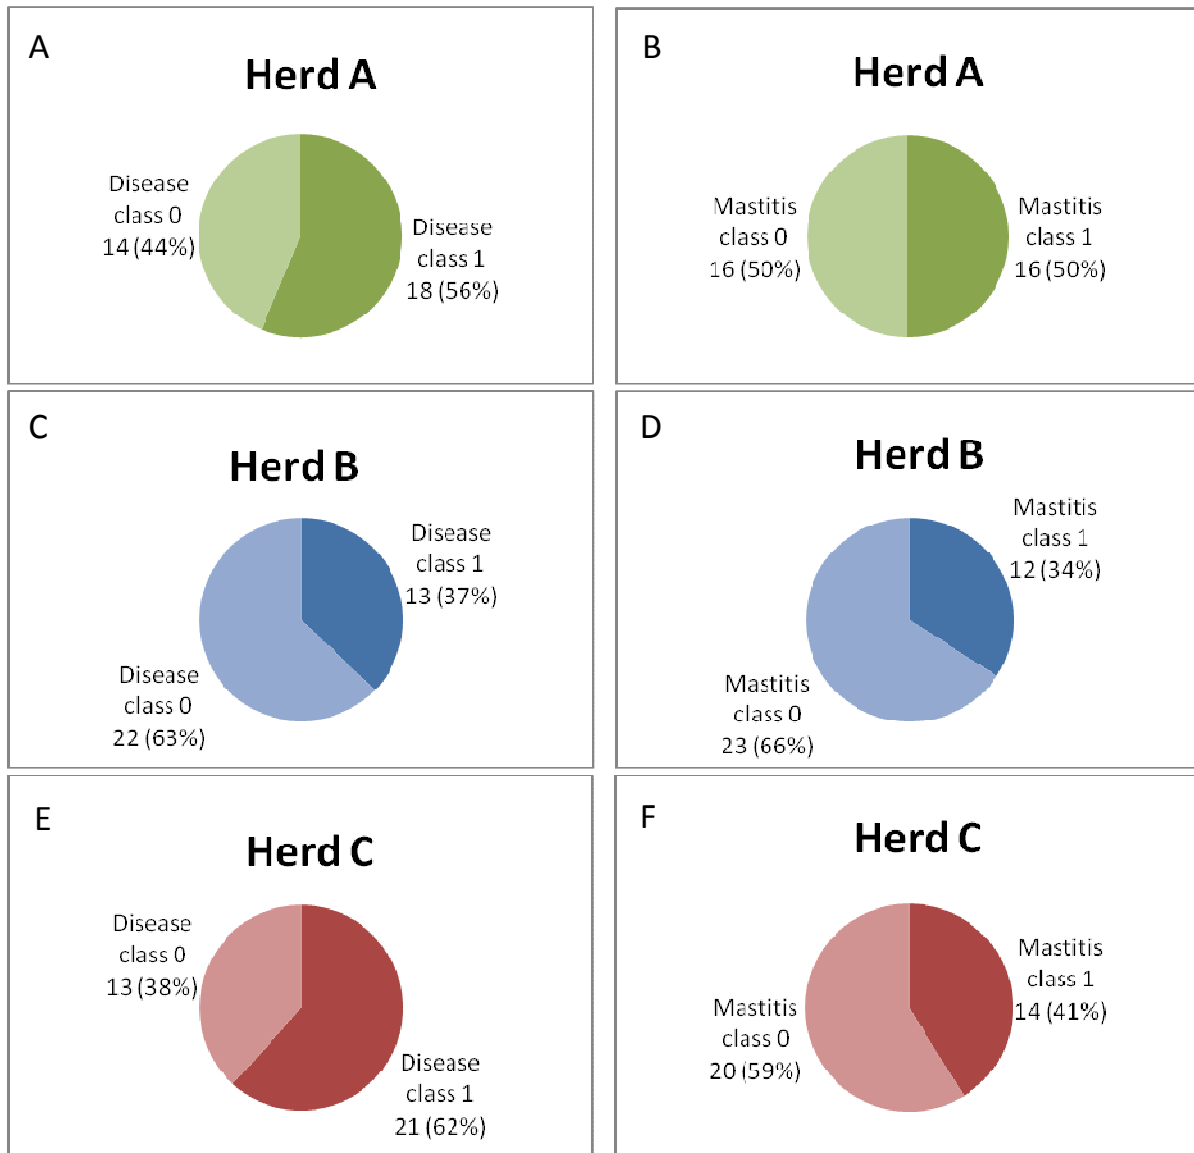 A
Herd A
Disease
class 0
14 (44%)
Disease
class 1
18 (56%)
B
Herd A
Mastitis
class 0
16 (50%)
Mastitis
class 1
16 (50%)
C
Herd B
Disease
class 1
13 (37%)
Disease
class 0
22 (63%)
D
Herd B
Mastitis
class 1
12 (34%)
Mastitis
class 0
23 (66%)
E
Herd C
Disease
class 0
13 (38%)
Disease
class 1
21 (62%)
F
Herd C
Mastitis
class 1
14 (41%)
Mastitis
class 0
20 (59%)